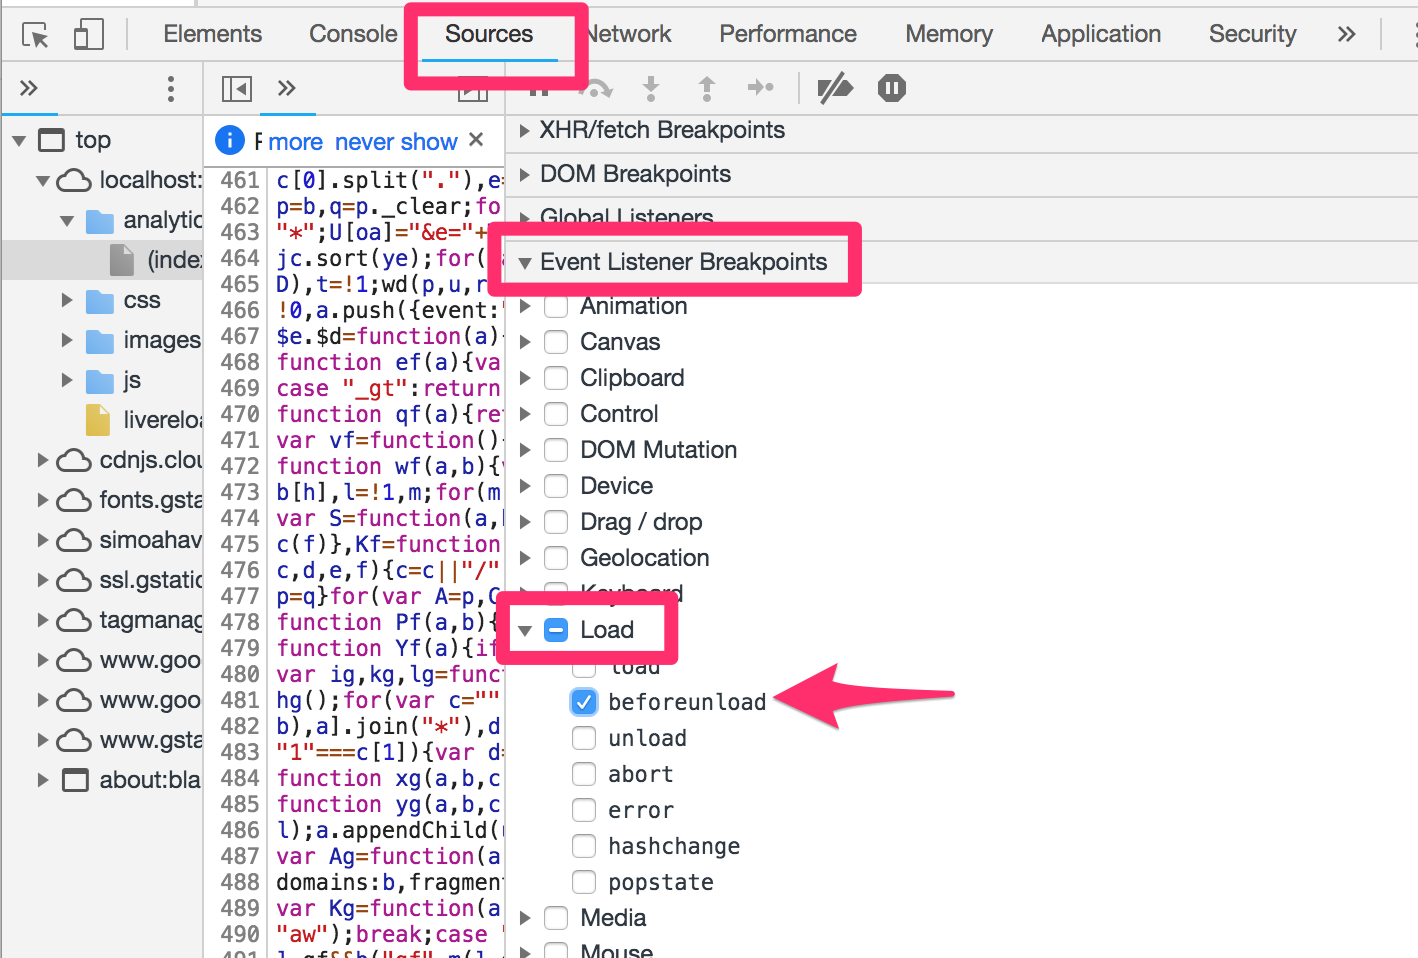 Elements Console Sources Network Performance Memory Application Security
top
localhost:
analytic
(index
css
images
js
livereloa
cdnjs.clou
fonts.gsta
simoahav
ssl.gstatic
tagmanag
www.goo
www.goo
www.gsta
about:bla
more never show
461 c[0].split("."),e=
462 p=b,q=p._clear;fo
463 "*";U[oa]="&e="+
464 jc.sort(ye);for(
465 D),t=!1;wd(p,u,r
466 !0,a.push({event:
467 $e.$d=function(a){
468 function ef(a){va
469 case "_gt":return
470 function qf(a){ret
471 var vf=function(){
472 function wf(a,b){v
473 b[h],l=!1,m;for(m
474 var S=function(a,b
475 c(f)},Kf=function
476 c,d,e,f){c=c||"/"
477 p=q}for(var A=p,C
478 function Pf(a,b){
479 function Yf(a){if
480 var ig,kg,lg=funct
481 hg();for(var c=""
482 b),a].join("*"),d
483 "1"===c[1]){var d=
484 function xg(a,b,c
485 function yg(a,b,c
486 l);a.appendChild(
487 var Ag=function(a
488 domains:b,fragment
489 var Kg=function(a
490 "aw");break;case "
XHR/fetch Breakpoints
DOM Breakpoints
Global Listeners
Event Listener Breakpoints
Animation
Canvas
Clipboard
Control
DOM Mutation
Device
Drag / drop
Geolocation
Keyboard
Load
load
beforeunload
unload
abort
error
hashchange
popstate
Media
Mouse